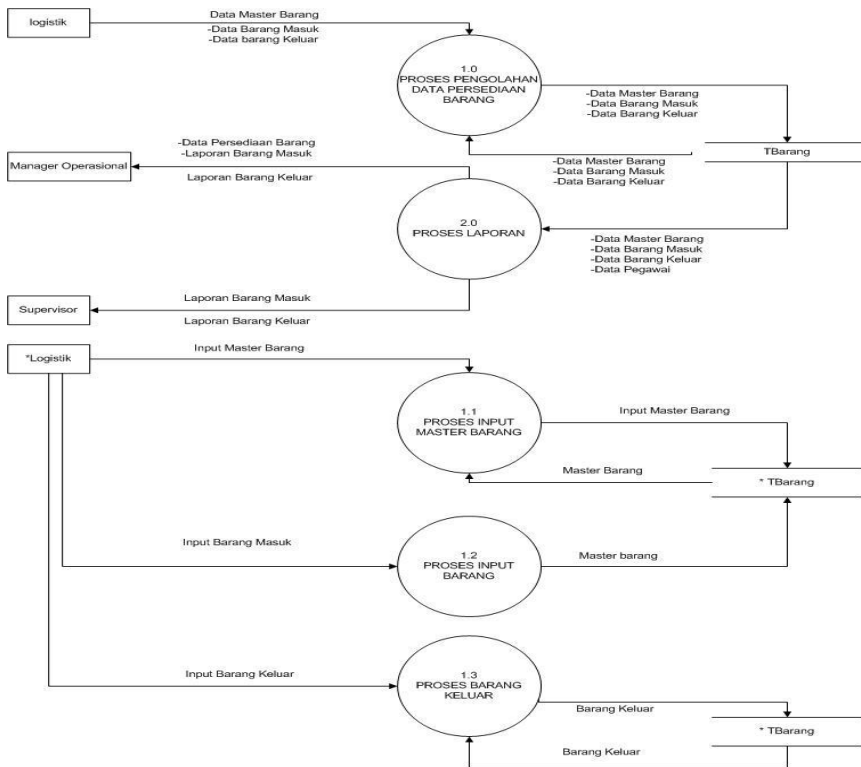 logistik
Data Master Barang
-Data Barang Masuk
-Data barang Keluar
1.0
PROSES PENGOLAHAN
DATA PERSEDIAAN
BARANG
-Data Master Barang
-Data Barang Masuk
-Data Barang Keluar
TBarang
-Data Master Barang
-Data Barang Masuk
-Data Barang Keluar
-Data Persediaan Barang
-Laporan Barang Masuk
Manager Operasional
Laporan Barang Keluar
2.0
PROSES LAPORAN
-Data Master Barang
-Data Barang Masuk
-Data Barang Keluar
-Data Pegawai
Laporan Barang Masuk
Supervisor
Laporan Barang Keluar
*Logistik
Input Master Barang
1.1
PROSES INPUT
MASTER BARANG
Input Master Barang
Master Barang
* TBarang
Input Barang Masuk
1.2
PROSES INPUT
BARANG
Master barang
Input Barang Keluar
1.3
PROSES BARANG
KELUAR
Barang Keluar
* TBarang
Barang Keluar